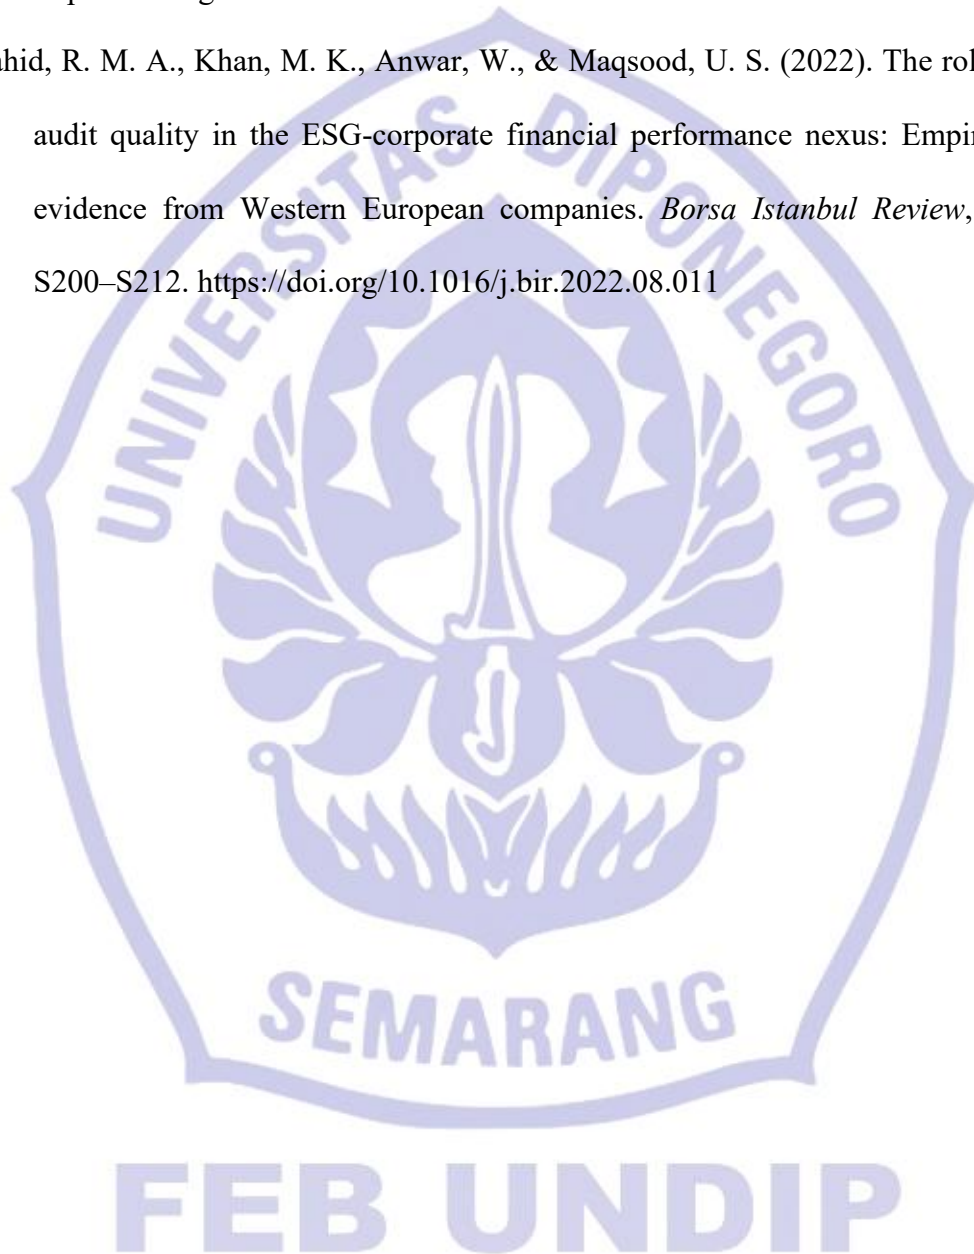 ahid, R. M. A., Khan, M. K., Anwar, W., & Maqsood, U. S. (2022). The rol
audit quality in the ESG-corporate financial performance nexus: Empir
evidence from Western European companies. Borsa Istanbul Review,
S200–S212. https://doi.org/10.1016/j.bir.2022.08.011
UNIVERSITAS DIPONEGORO
SEMARANG
FEB UNDIP